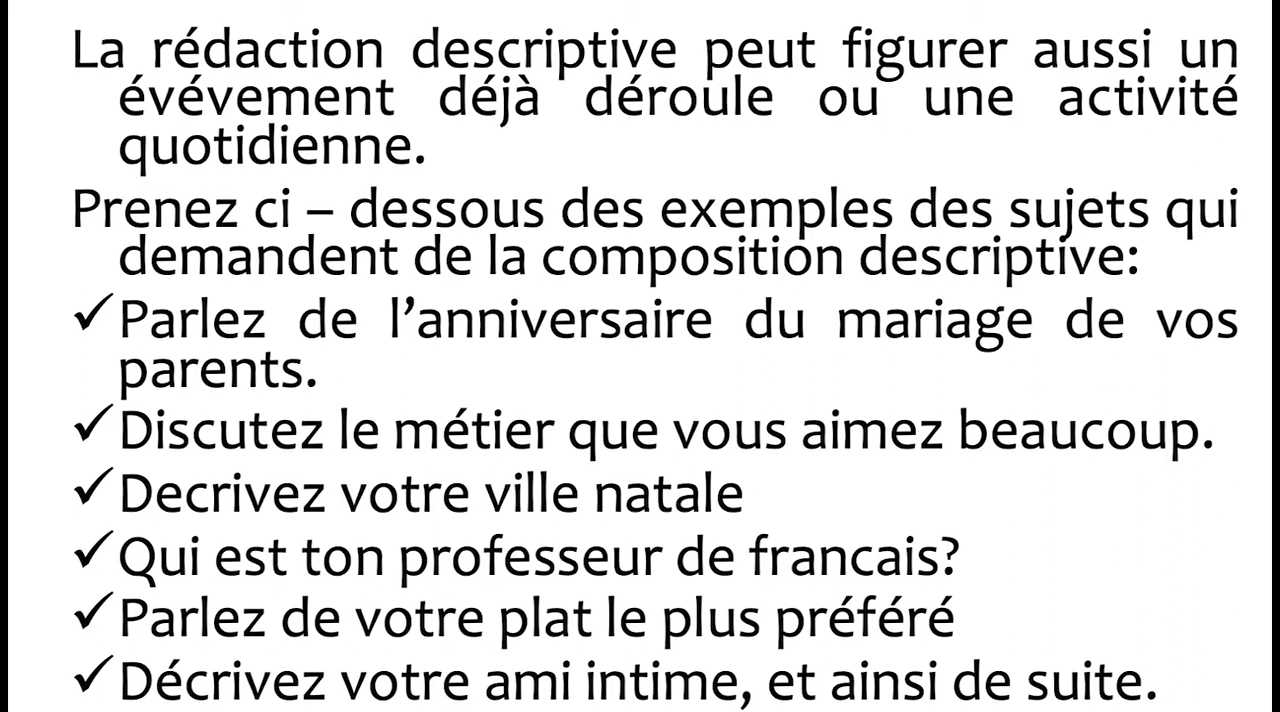 La rédaction descriptive peut figurer aussi un
évévement déjà déroule ou une activité
quotidienne.
Prenez ci – dessous des exemples des sujets qui
demandent de la composition descriptive:
✓Parlez de l’anniversaire du mariage de vos
parents.
✓Discutez le métier que vous aimez beaucoup.
✓Decrivez votre ville natale
✓Qui est ton professeur de francais?
✓Parlez de votre plat le plus préféré
✓Décrivez votre ami intime, et ainsi de suite.